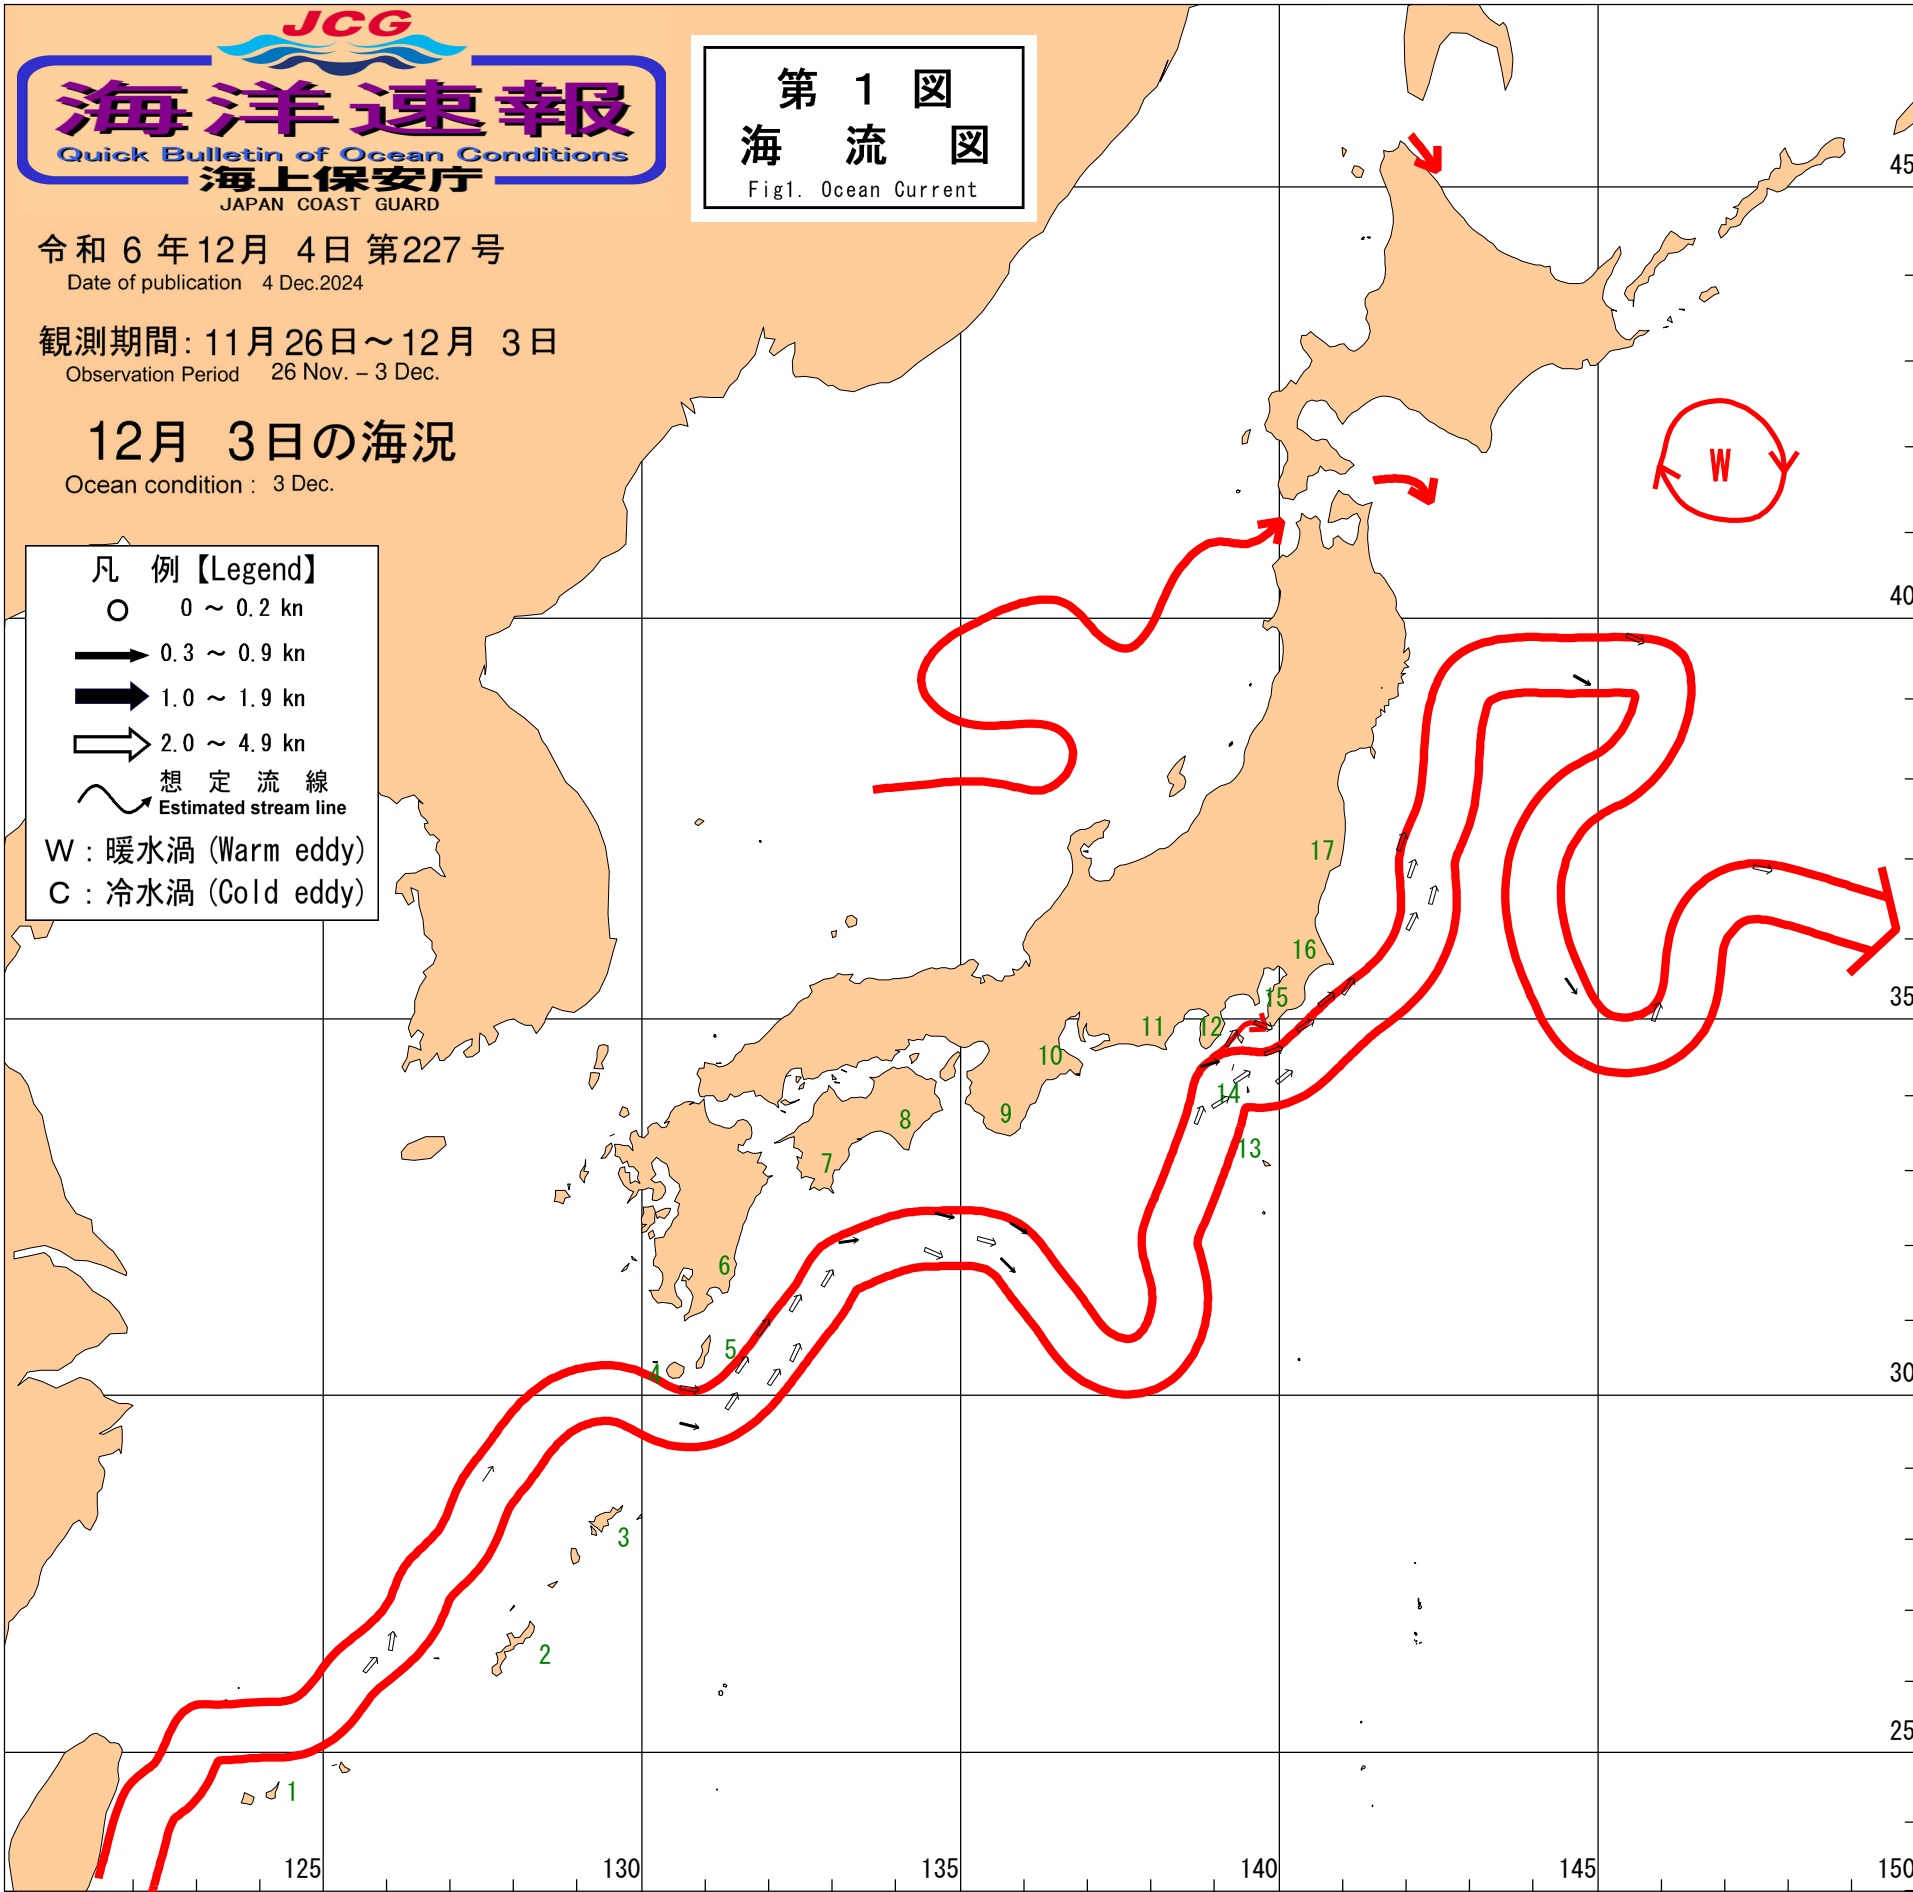 JCG
海洋速報
Quick Bulletin of Ocean Conditions
海上保安庁
JAPAN COAST GUARD
令和 6 年12月 4日 第227号
Date of publication 4 Dec.2024
観測期間: 11月26日～12月 3日
Observation Period 26 Nov. – 3 Dec.
12月 3日の海況
Ocean condition : 3 Dec.
第 1 図
海 流 図
Fig1. Ocean Current
凡 例【Legend】
0 ～ 0.2 kn
0.3 ～ 0.9 kn
1.0 ～ 1.9 kn
2.0 ～ 4.9 kn
想 定 流 線
Estimated stream line
W : 暖水渦 (Warm eddy)
C : 冷水渦 (Cold eddy)
45
W
40
17
16
35
15
12
11
10
14
9
8
13
7
6
5
4
30
3
2
25
1
125
130
135
140
145
150